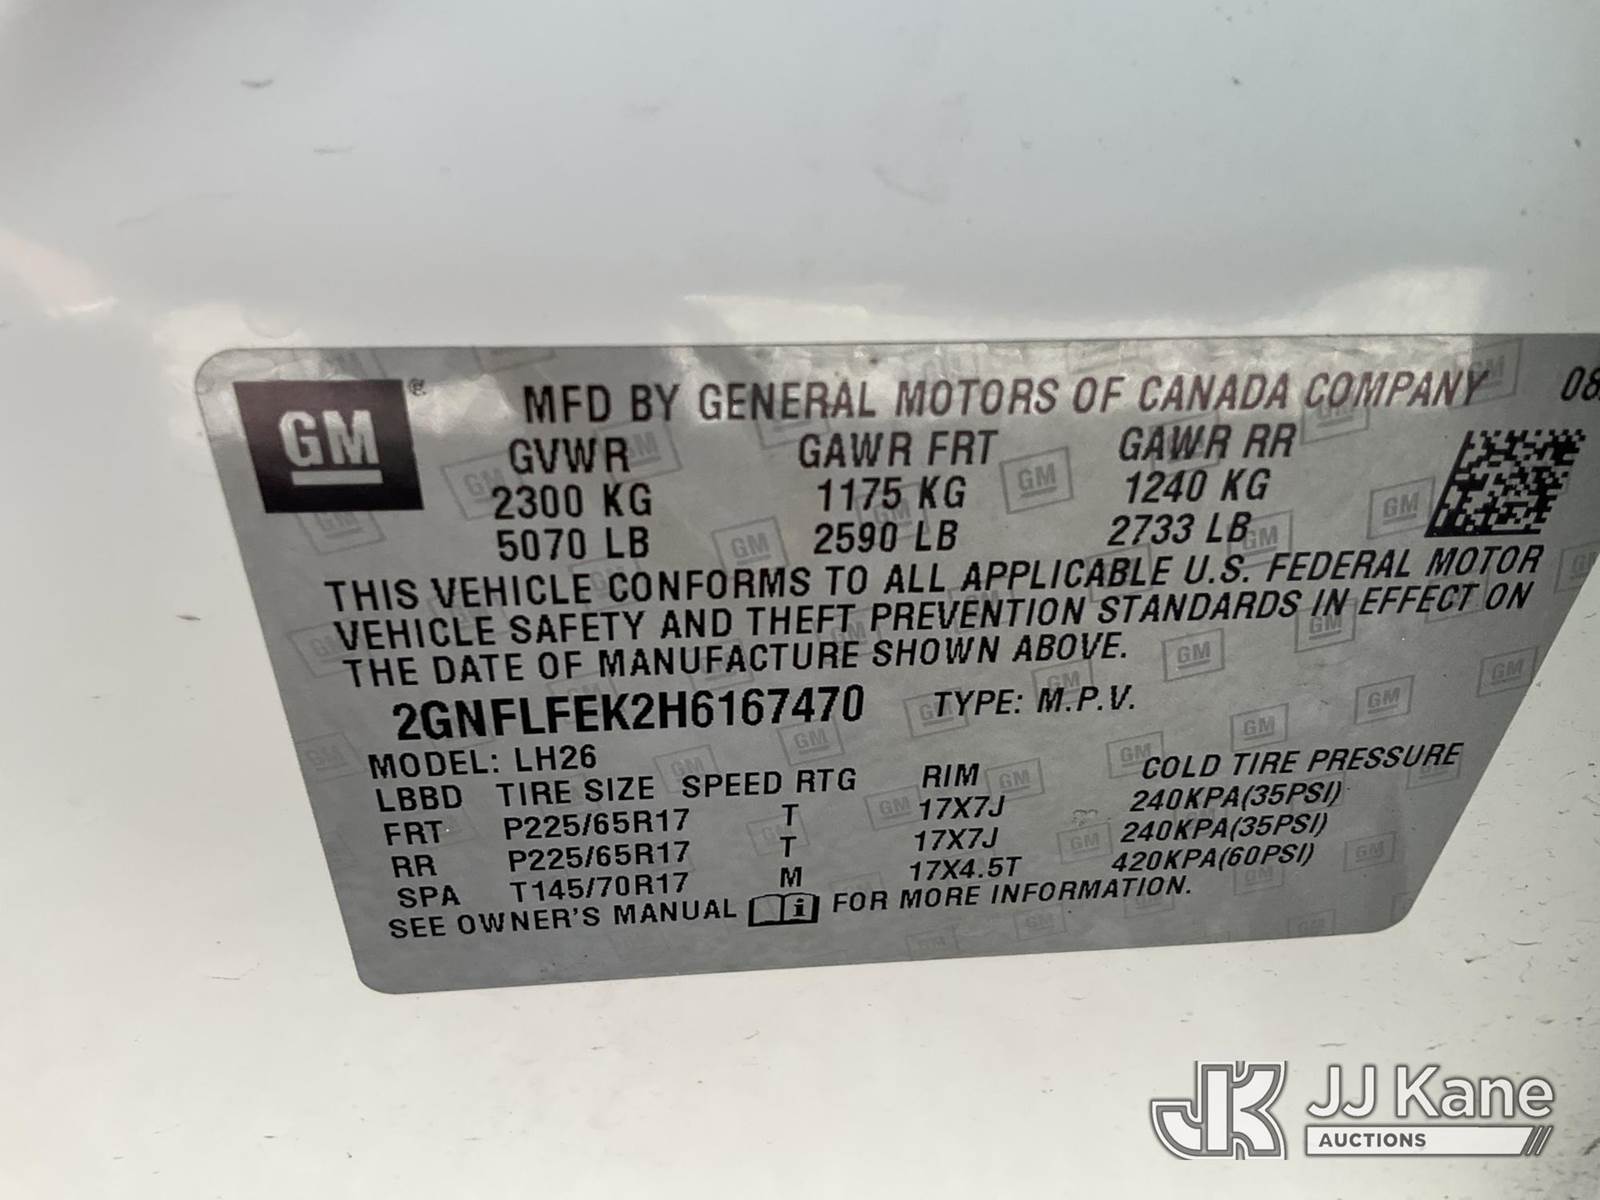 GM ®
MFD BY GENERAL MOTORS OF CANADA COMPANY 08
GVWR GAWR FRT GAWR RR
2300 KG 1175 KG 1240 KG
5070 LB 2590 LB 2733 LB
THIS VEHICLE CONFORMS TO ALL APPLICABLE U.S. FEDERAL MOTOR
VEHICLE SAFETY AND THEFT PREVENTION STANDARDS IN EFFECT ON
THE DATE OF MANUFACTURE SHOWN ABOVE.
2GNFLFEK2H6167470 TYPE: M.P.V.
MODEL: LH26
LBBD TIRE SIZE SPEED RTG RIM COLD TIRE PRESSURE
FRT P225/65R17 T 17X7J 240KPA(35PSI)
RR P225/65R17 T 17X7J 240KPA(35PSI)
SPA T145/70R17 M 17X4.5T 420KPA(60PSI)
SEE OWNER'S MANUAL i FOR MORE INFORMATION.
JK JJ Kane
AUCTIONS